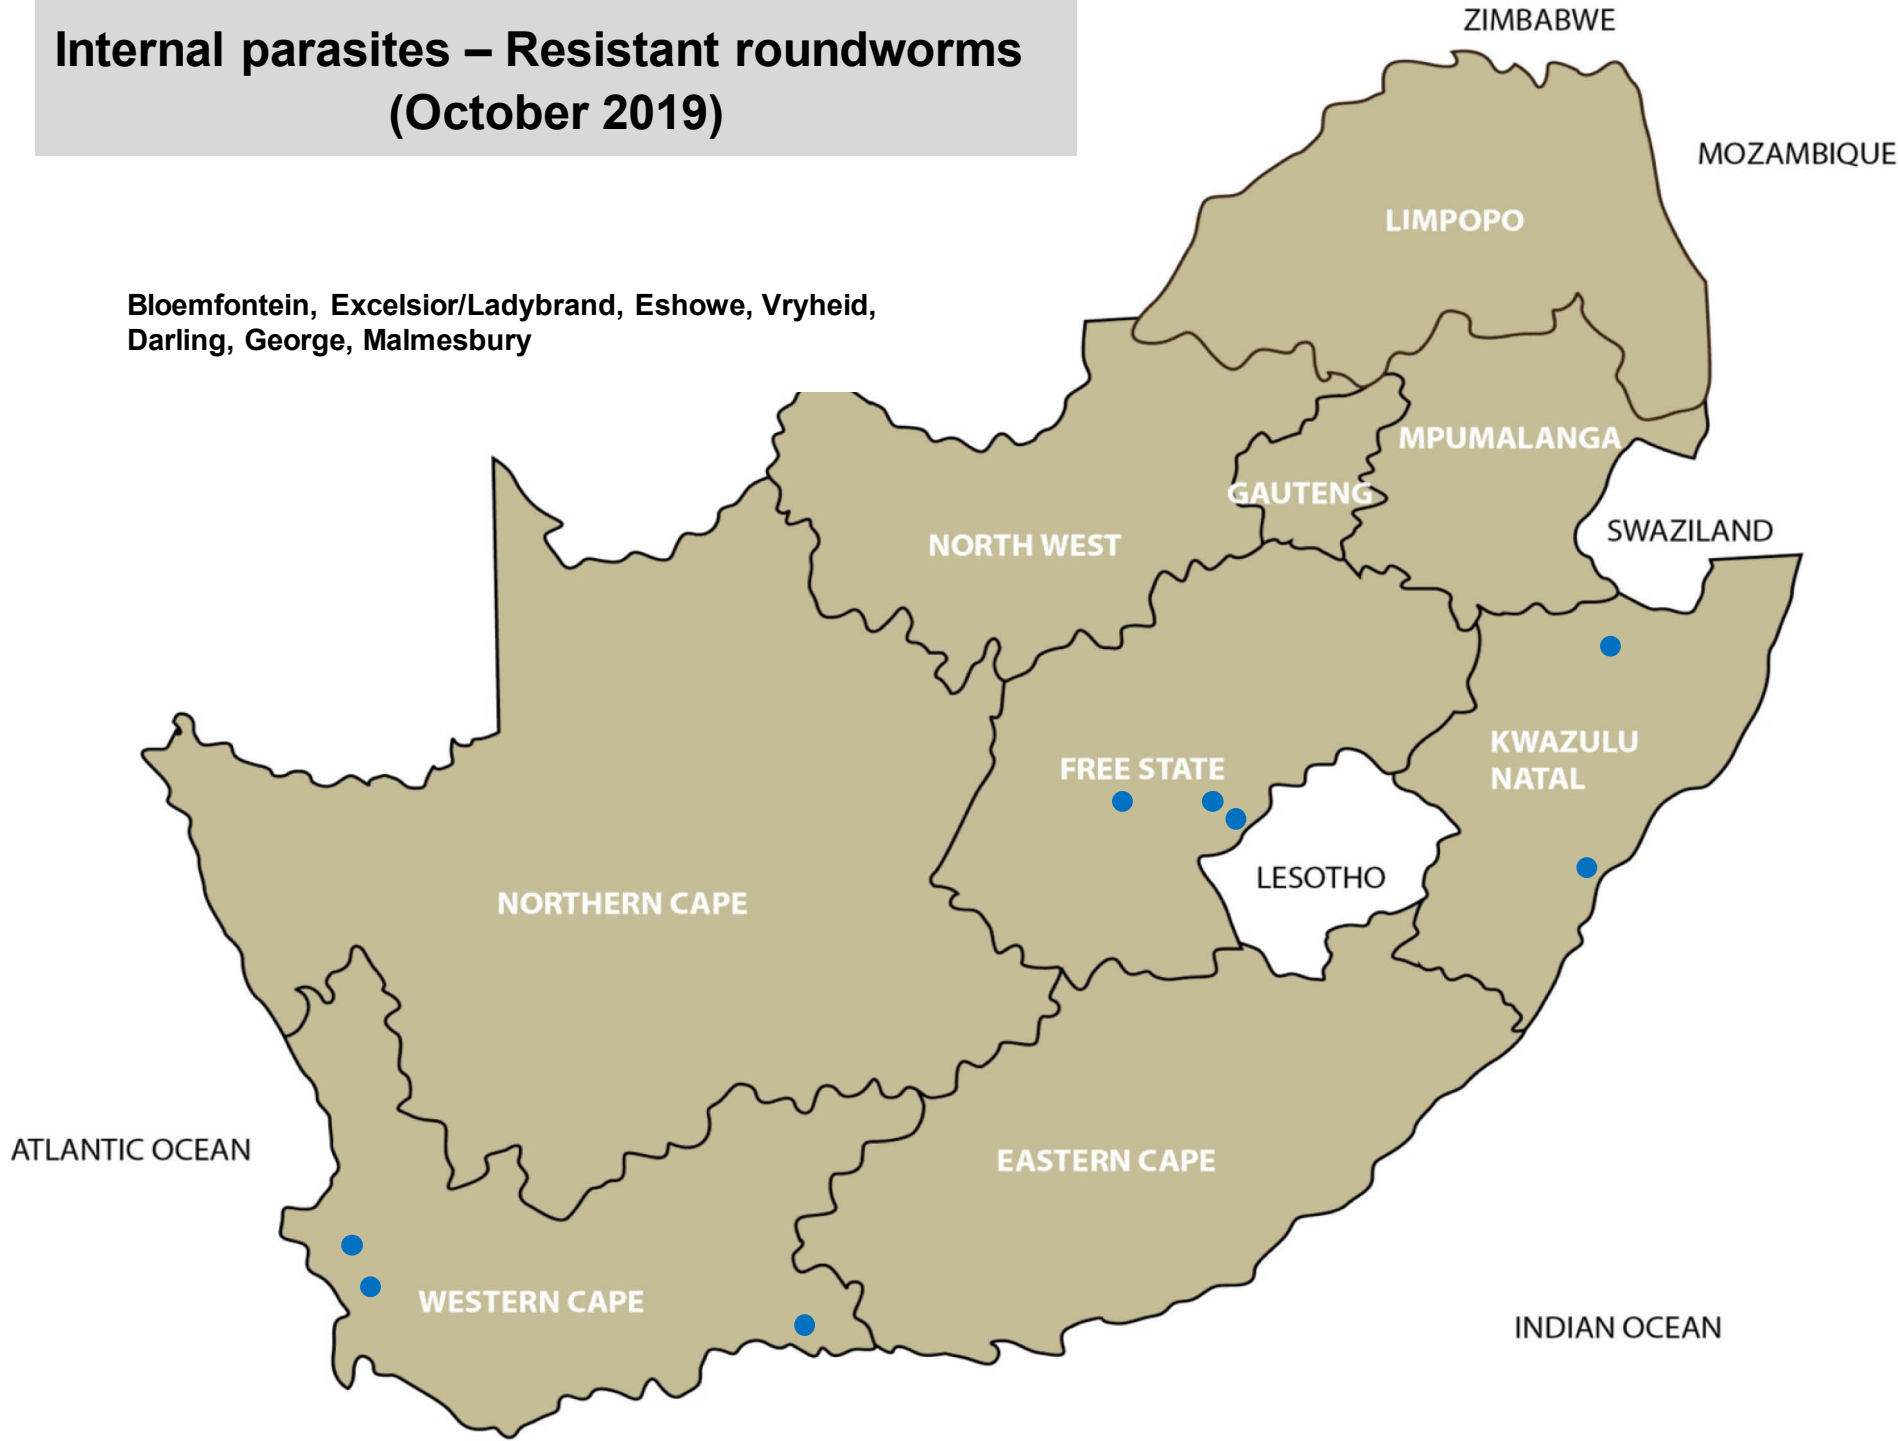 Internal parasites – Resistant roundworms
(October 2019)
Bloemfontein, Excelsior/Ladybrand, Eshowe, Vryheid,
Darling, George, Malmesbury
ZIMBABWE
MOZAMBIQUE
LIMPOPO
MPUMALANGA
GAUTENG
NORTH WEST
SWAZILAND
KWAZULU
NATAL
FREE STATE
LESOTHO
NORTHERN CAPE
ATLANTIC OCEAN
EASTERN CAPE
WESTERN CAPE
INDIAN OCEAN